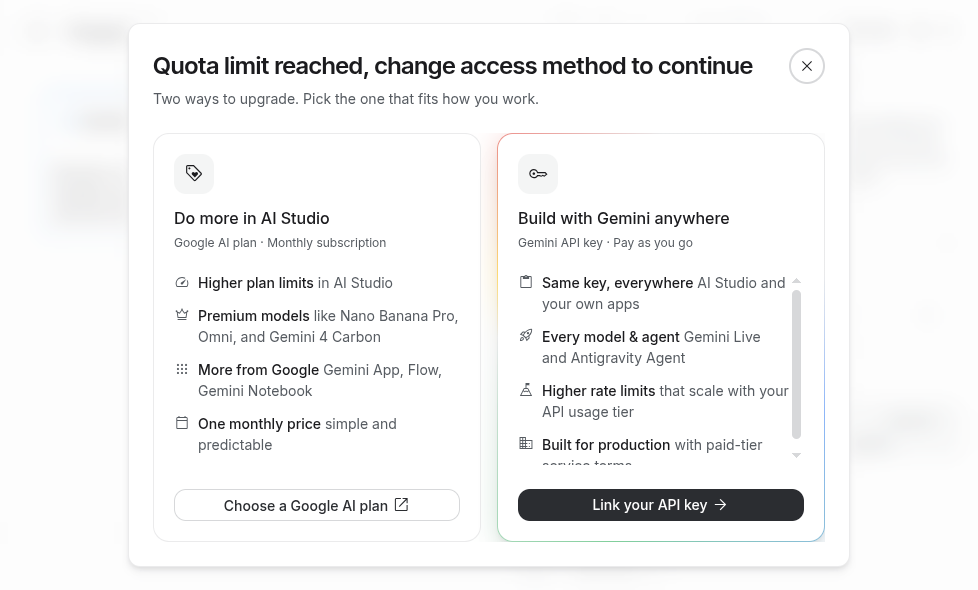 Quota limit reached, change access method to continue
Two ways to upgrade. Pick the one that fits how you work.
Do more in AI Studio
Google AI plan · Monthly subscription
Higher plan limits in AI Studio
Premium models like Nano Banana Pro,
Omni, and Gemini 4 Carbon
More from Google Gemini App, Flow,
Gemini Notebook
One monthly price simple and
predictable
Choose a Google AI plan
Build with Gemini anywhere
Gemini API key · Pay as you go
Same key, everywhere AI Studio and
your own apps
Every model & agent Gemini Live
and Antigravity Agent
Higher rate limits that scale with your
API usage tier
Built for production with paid-tier
service terms
Link your API key